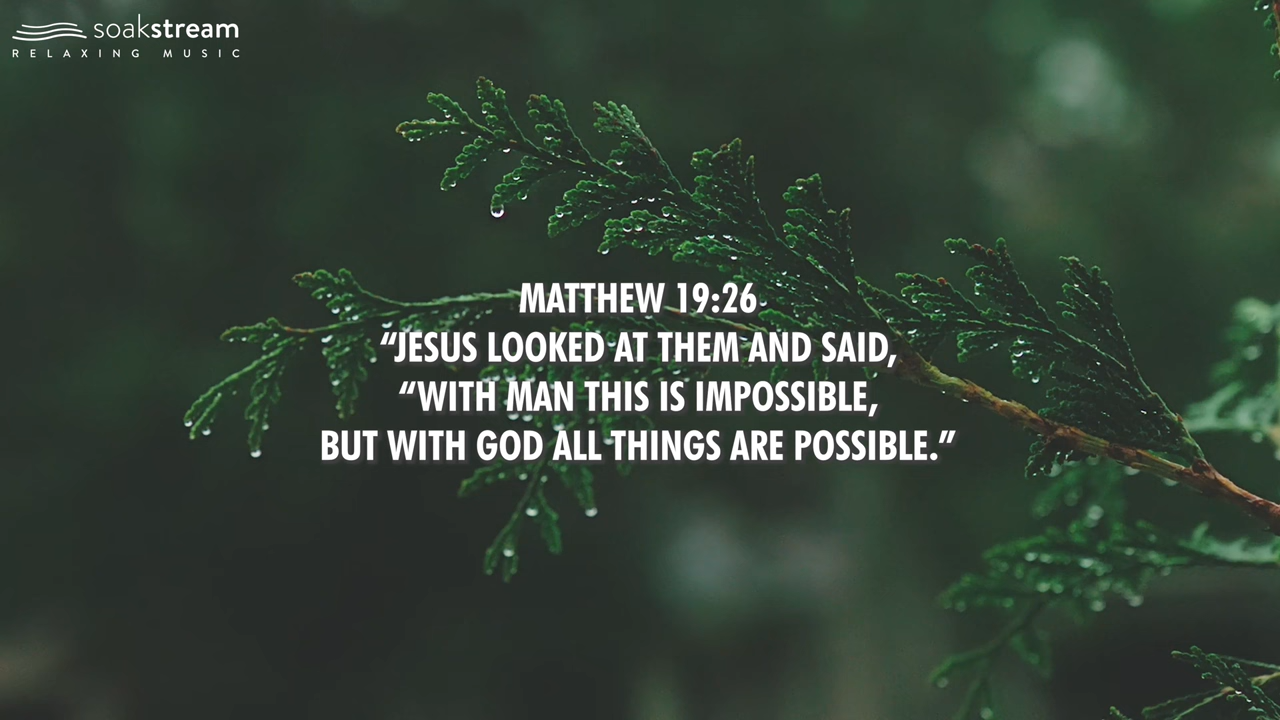 soakstream
RELAXING MUSIC
MATTHEW 19:26
“JESUS LOOKED AT THEM AND SAID,
“WITH MAN THIS IS IMPOSSIBLE,
BUT WITH GOD ALL THINGS ARE POSSIBLE.”